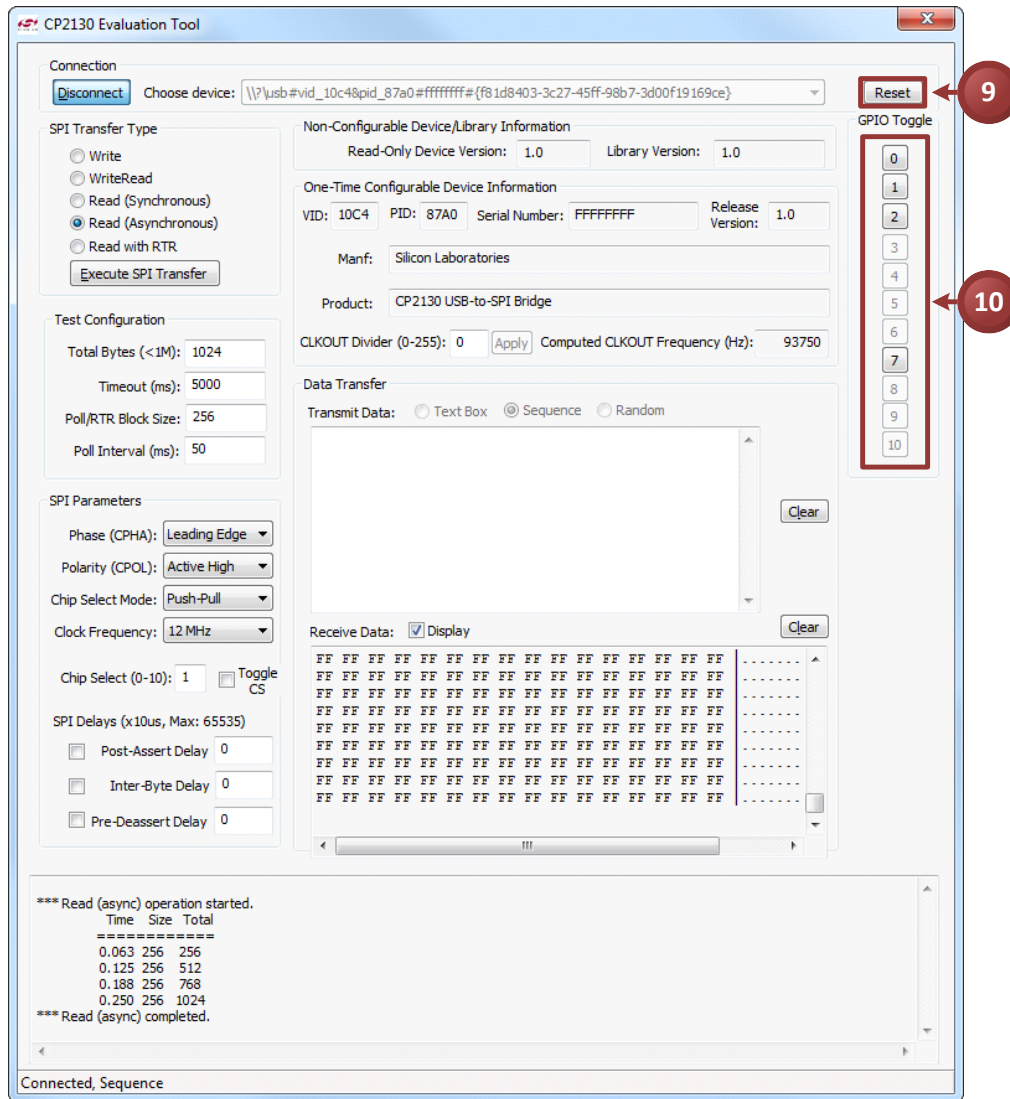 CP2130 Evaluation Tool
Connection
Disconnect Choose device: \\?\usb#vid_10c4&pid_87a0#ffffffff#{f81d8403-3c27-45ff-98b7-3d00f19169ce} Reset
9
SPI Transfer Type
Write
WriteRead
Read (Synchronous)
Read (Asynchronous)
Read with RTR
Execute SPI Transfer
Test Configuration
Total Bytes (<1M): 1024
Timeout (ms): 5000
Poll/RTR Block Size: 256
Poll Interval (ms): 50
SPI Parameters
Phase (CPHA): Leading Edge
Polarity (CPOL): Active High
Chip Select Mode: Push-Pull
Clock Frequency: 12 MHz
Chip Select (0-10): 1 Toggle CS
SPI Delays (x10us, Max: 65535)
Post-Assert Delay 0
Inter-Byte Delay 0
Pre-Deassert Delay 0
Non-Configurable Device/Library Information
Read-Only Device Version: 1.0 Library Version: 1.0
One-Time Configurable Device Information
VID: 10C4 PID: 87A0 Serial Number: FFFFFFFF Release Version: 1.0
Manf: Silicon Laboratories
Product: CP2130 USB-to-SPI Bridge
CLKOUT Divider (0-255): 0 Apply Computed CLKOUT Frequency (Hz): 93750
Data Transfer
Transmit Data: Text Box Sequence Random
Clear
Receive Data: Display Clear
FF FF FF FF FF FF FF FF FF FF FF FF FF FF FF FF .......
FF FF FF FF FF FF FF FF FF FF FF FF FF FF FF FF .......
FF FF FF FF FF FF FF FF FF FF FF FF FF FF FF FF .......
FF FF FF FF FF FF FF FF FF FF FF FF FF FF FF FF .......
FF FF FF FF FF FF FF FF FF FF FF FF FF FF FF FF .......
FF FF FF FF FF FF FF FF FF FF FF FF FF FF FF FF .......
FF FF FF FF FF FF FF FF FF FF FF FF FF FF FF FF .......
FF FF FF FF FF FF FF FF FF FF FF FF FF FF FF FF .......
FF FF FF FF FF FF FF FF FF FF FF FF FF FF FF FF .......
GPIO Toggle
0
1
2
3
4
5
6
7
8
9
10
10
*** Read (async) operation started.
Time Size Total
============
0.063 256 256
0.125 256 512
0.188 256 768
0.250 256 1024
*** Read (async) completed.
Connected, Sequence